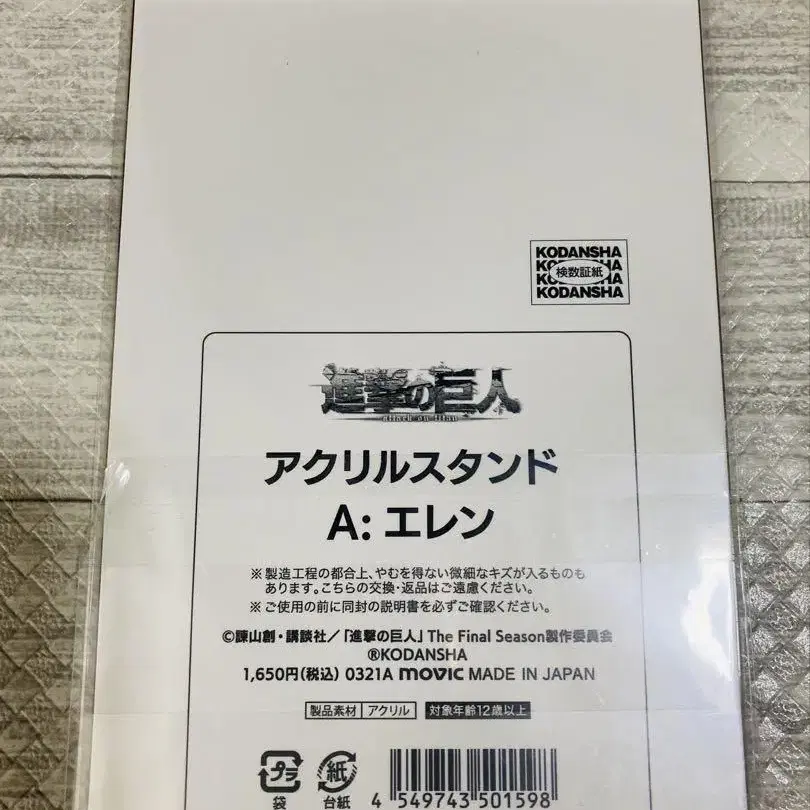 KODANSHA
検数証紙
KODANSHA
進撃の巨人
attack on titan
アクリルスタンド
A: エレン
※製造工程の都合上、やむを得ない微細なキズが入るものも
あります。こちらの交換・返品はご遠慮ください。
※ご使用の前に同封の説明書を必ずご確認ください。
©諫山創・講談社/「進撃の巨人」The Final Season製作委員会
®KODANSHA
1,650円(税込) 0321A movic MADE IN JAPAN
製品素材 アクリル 対象年齢12歳以上
プラ 紙
袋 台紙 4 549743 501598